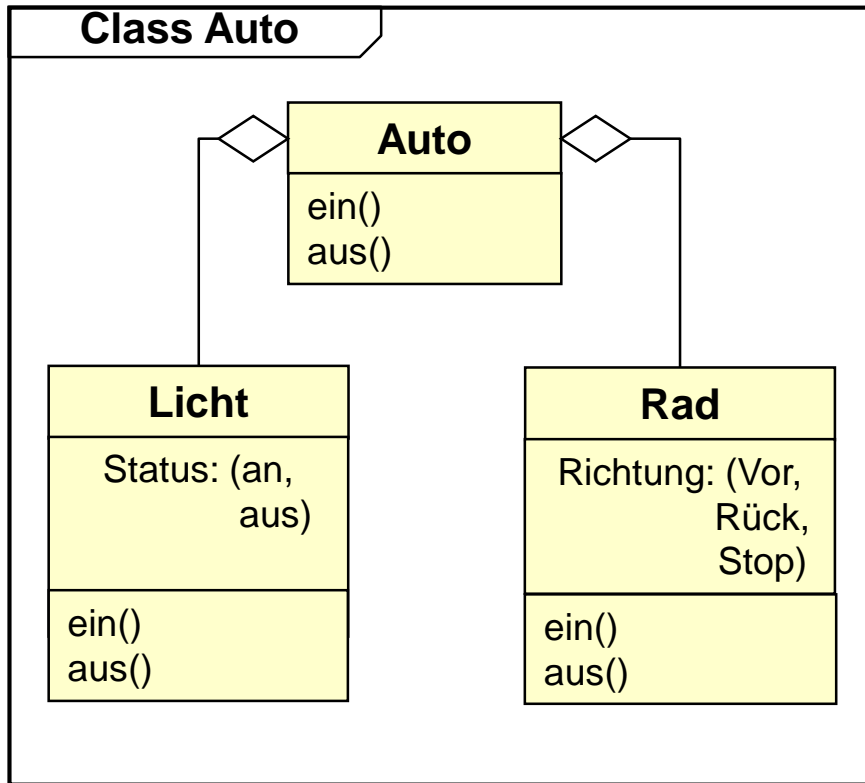 Class Auto
Auto
ein()
aus()
Licht
Status: (an,
aus)
ein()
aus()
Rad
Richtung: (Vor,
Rück,
Stop)
ein()
aus()